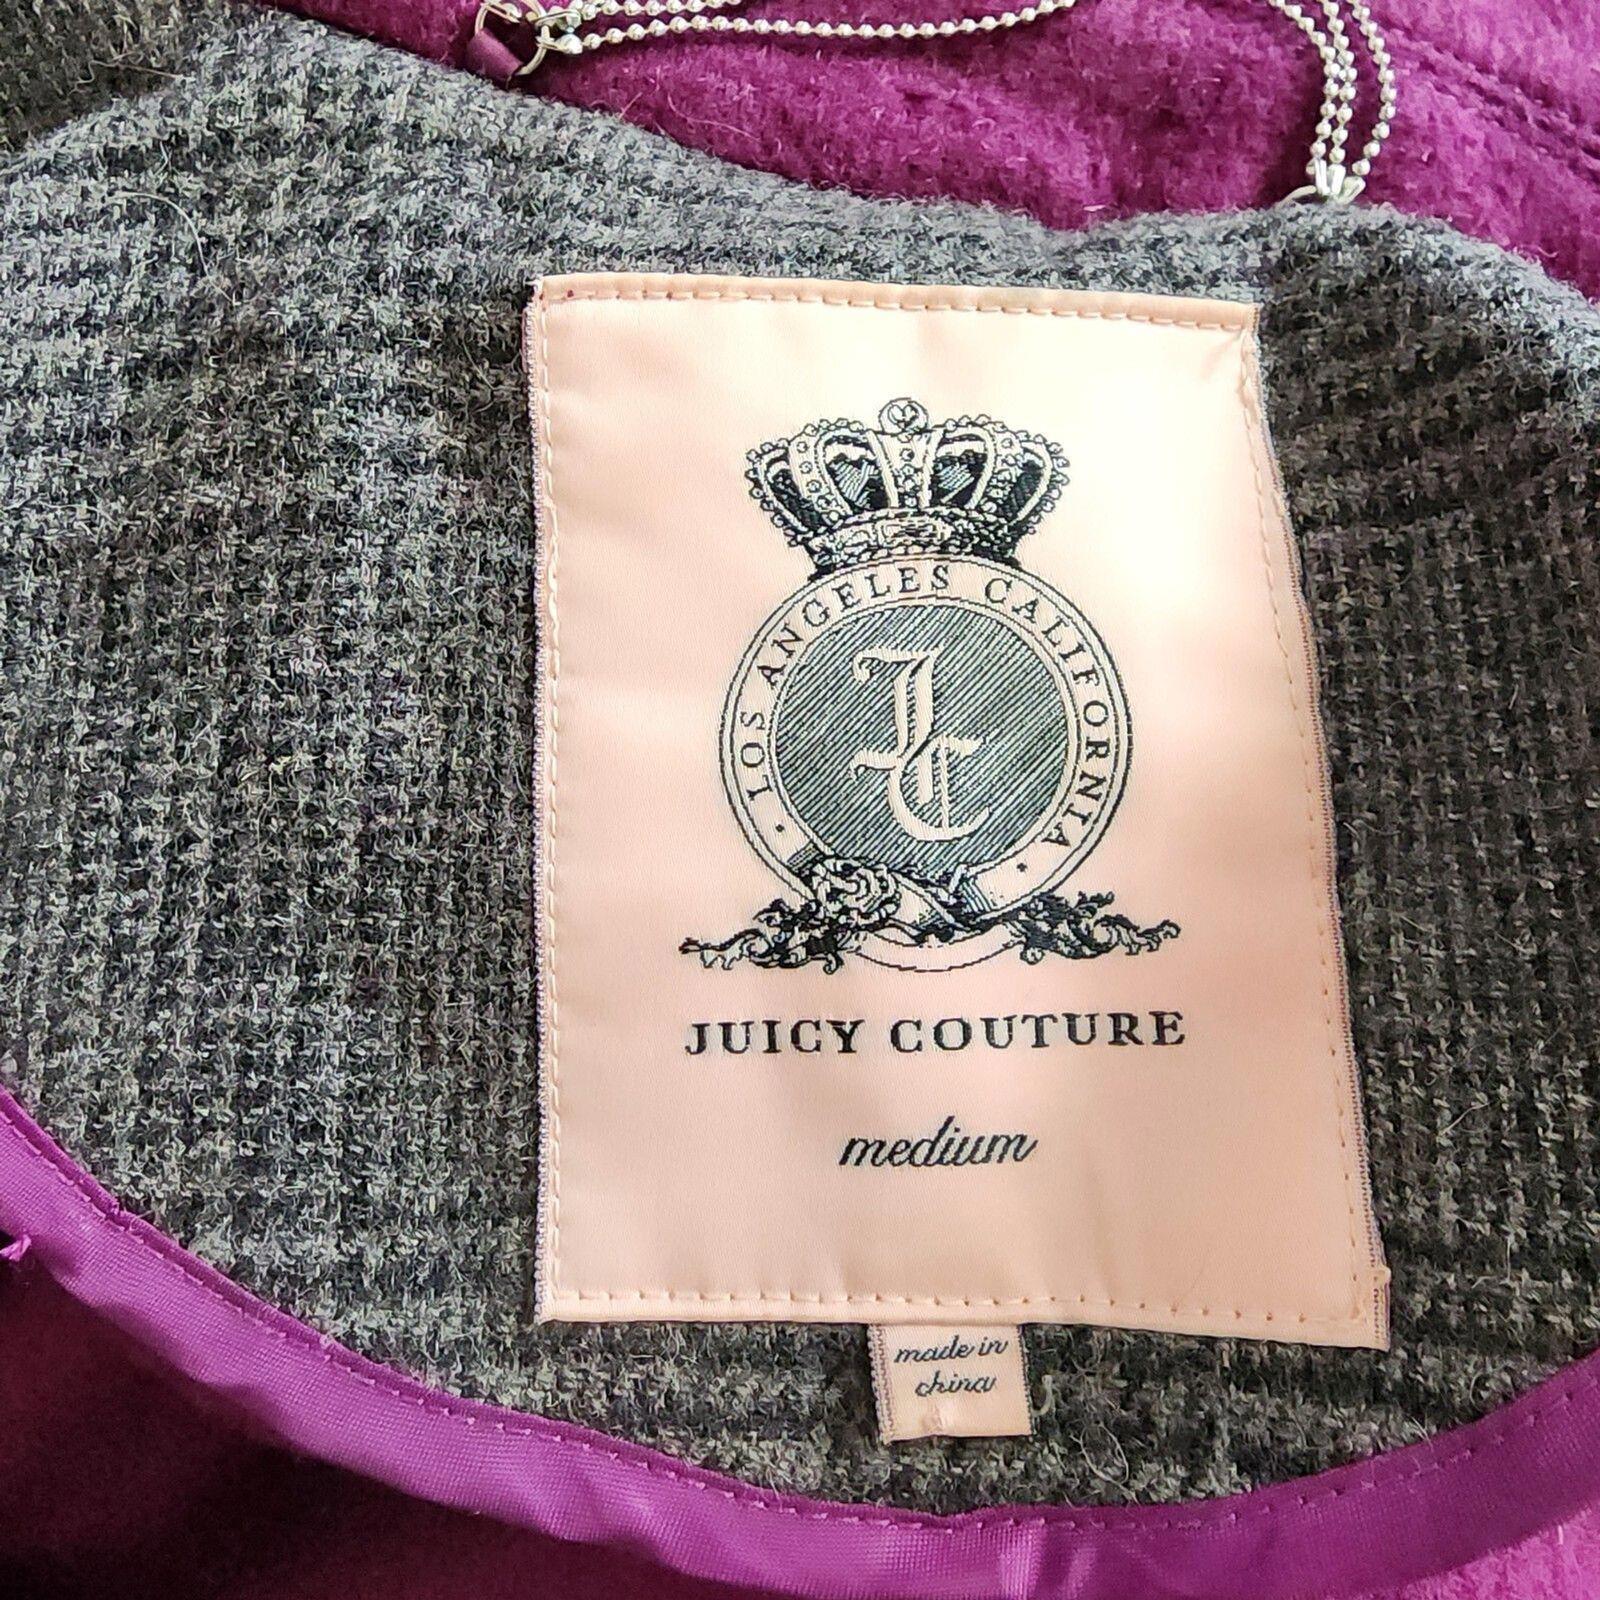 LOS ANGELES CALIFORNIA
JC
JUICY COUTURE
medium
made in
china